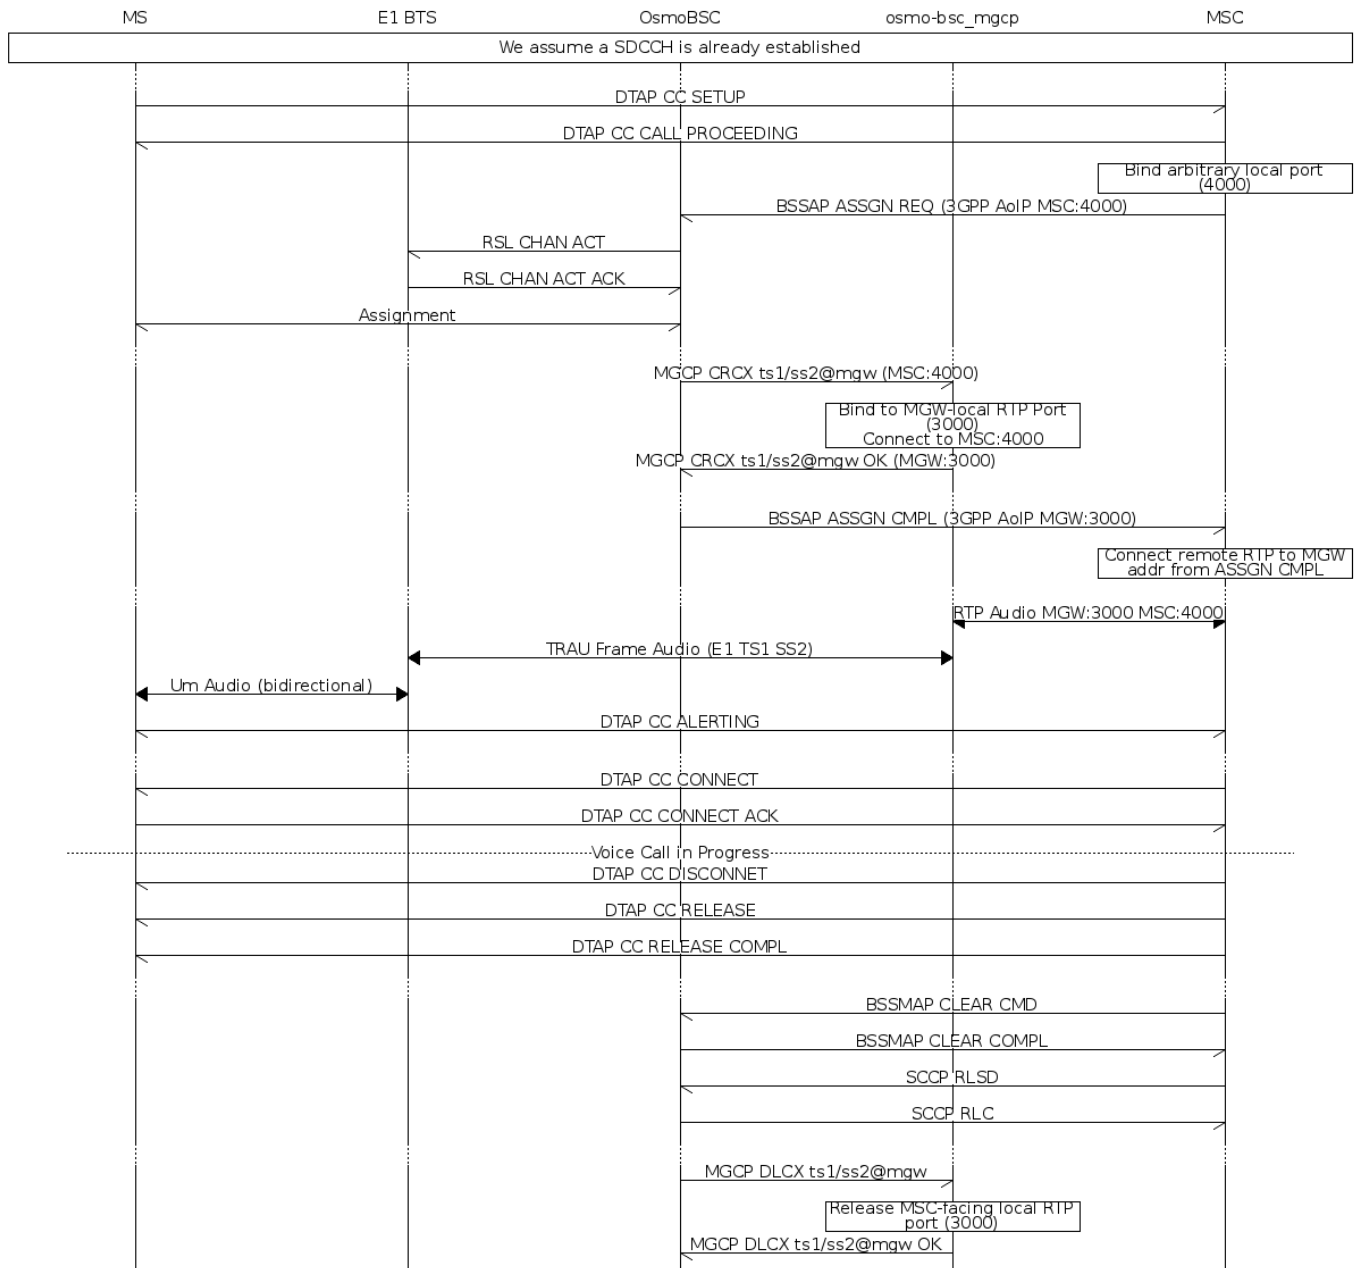 MS E1 BTS OsmoBSC osmo-bsc_mgcp MSC
We assume a SDCCH is already established
DTAP CC SETUP
DTAP CC CALL PROCEEDING
Bind arbitrary local port
(4000)
BSSAP ASSGN REQ (3GPP AoIP MSC:4000)
RSL CHAN ACT
RSL CHAN ACT ACK
Assignment
MGCP CRCX ts1/ss2@mgw (MSC:4000)
Bind to MGW-local RTP Port
(3000)
Connect to MSC:4000
MGCP CRCX ts1/ss2@mgw OK (MGW:3000)
BSSAP ASSGN CMPL (3GPP AoIP MGW:3000)
Connect remote RTP to MGW
addr from ASSGN CMPL
RTP Audio MGW:3000 MSC:4000
TRAU Frame Audio (E1 TS1 SS2)
Um Audio (bidirectional)
DTAP CC ALERTING
DTAP CC CONNECT
DTAP CC CONNECT ACK
Voice Call in Progress
DTAP CC DISCONNET
DTAP CC RELEASE
DTAP CC RELEASE COMPL
BSSMAP CLEAR CMD
BSSMAP CLEAR COMPL
SCCP RLSD
SCCP RLC
MGCP DLCX ts1/ss2@mgw
Release MSC-facing local RTP
port (3000)
MGCP DLCX ts1/ss2@mgw OK